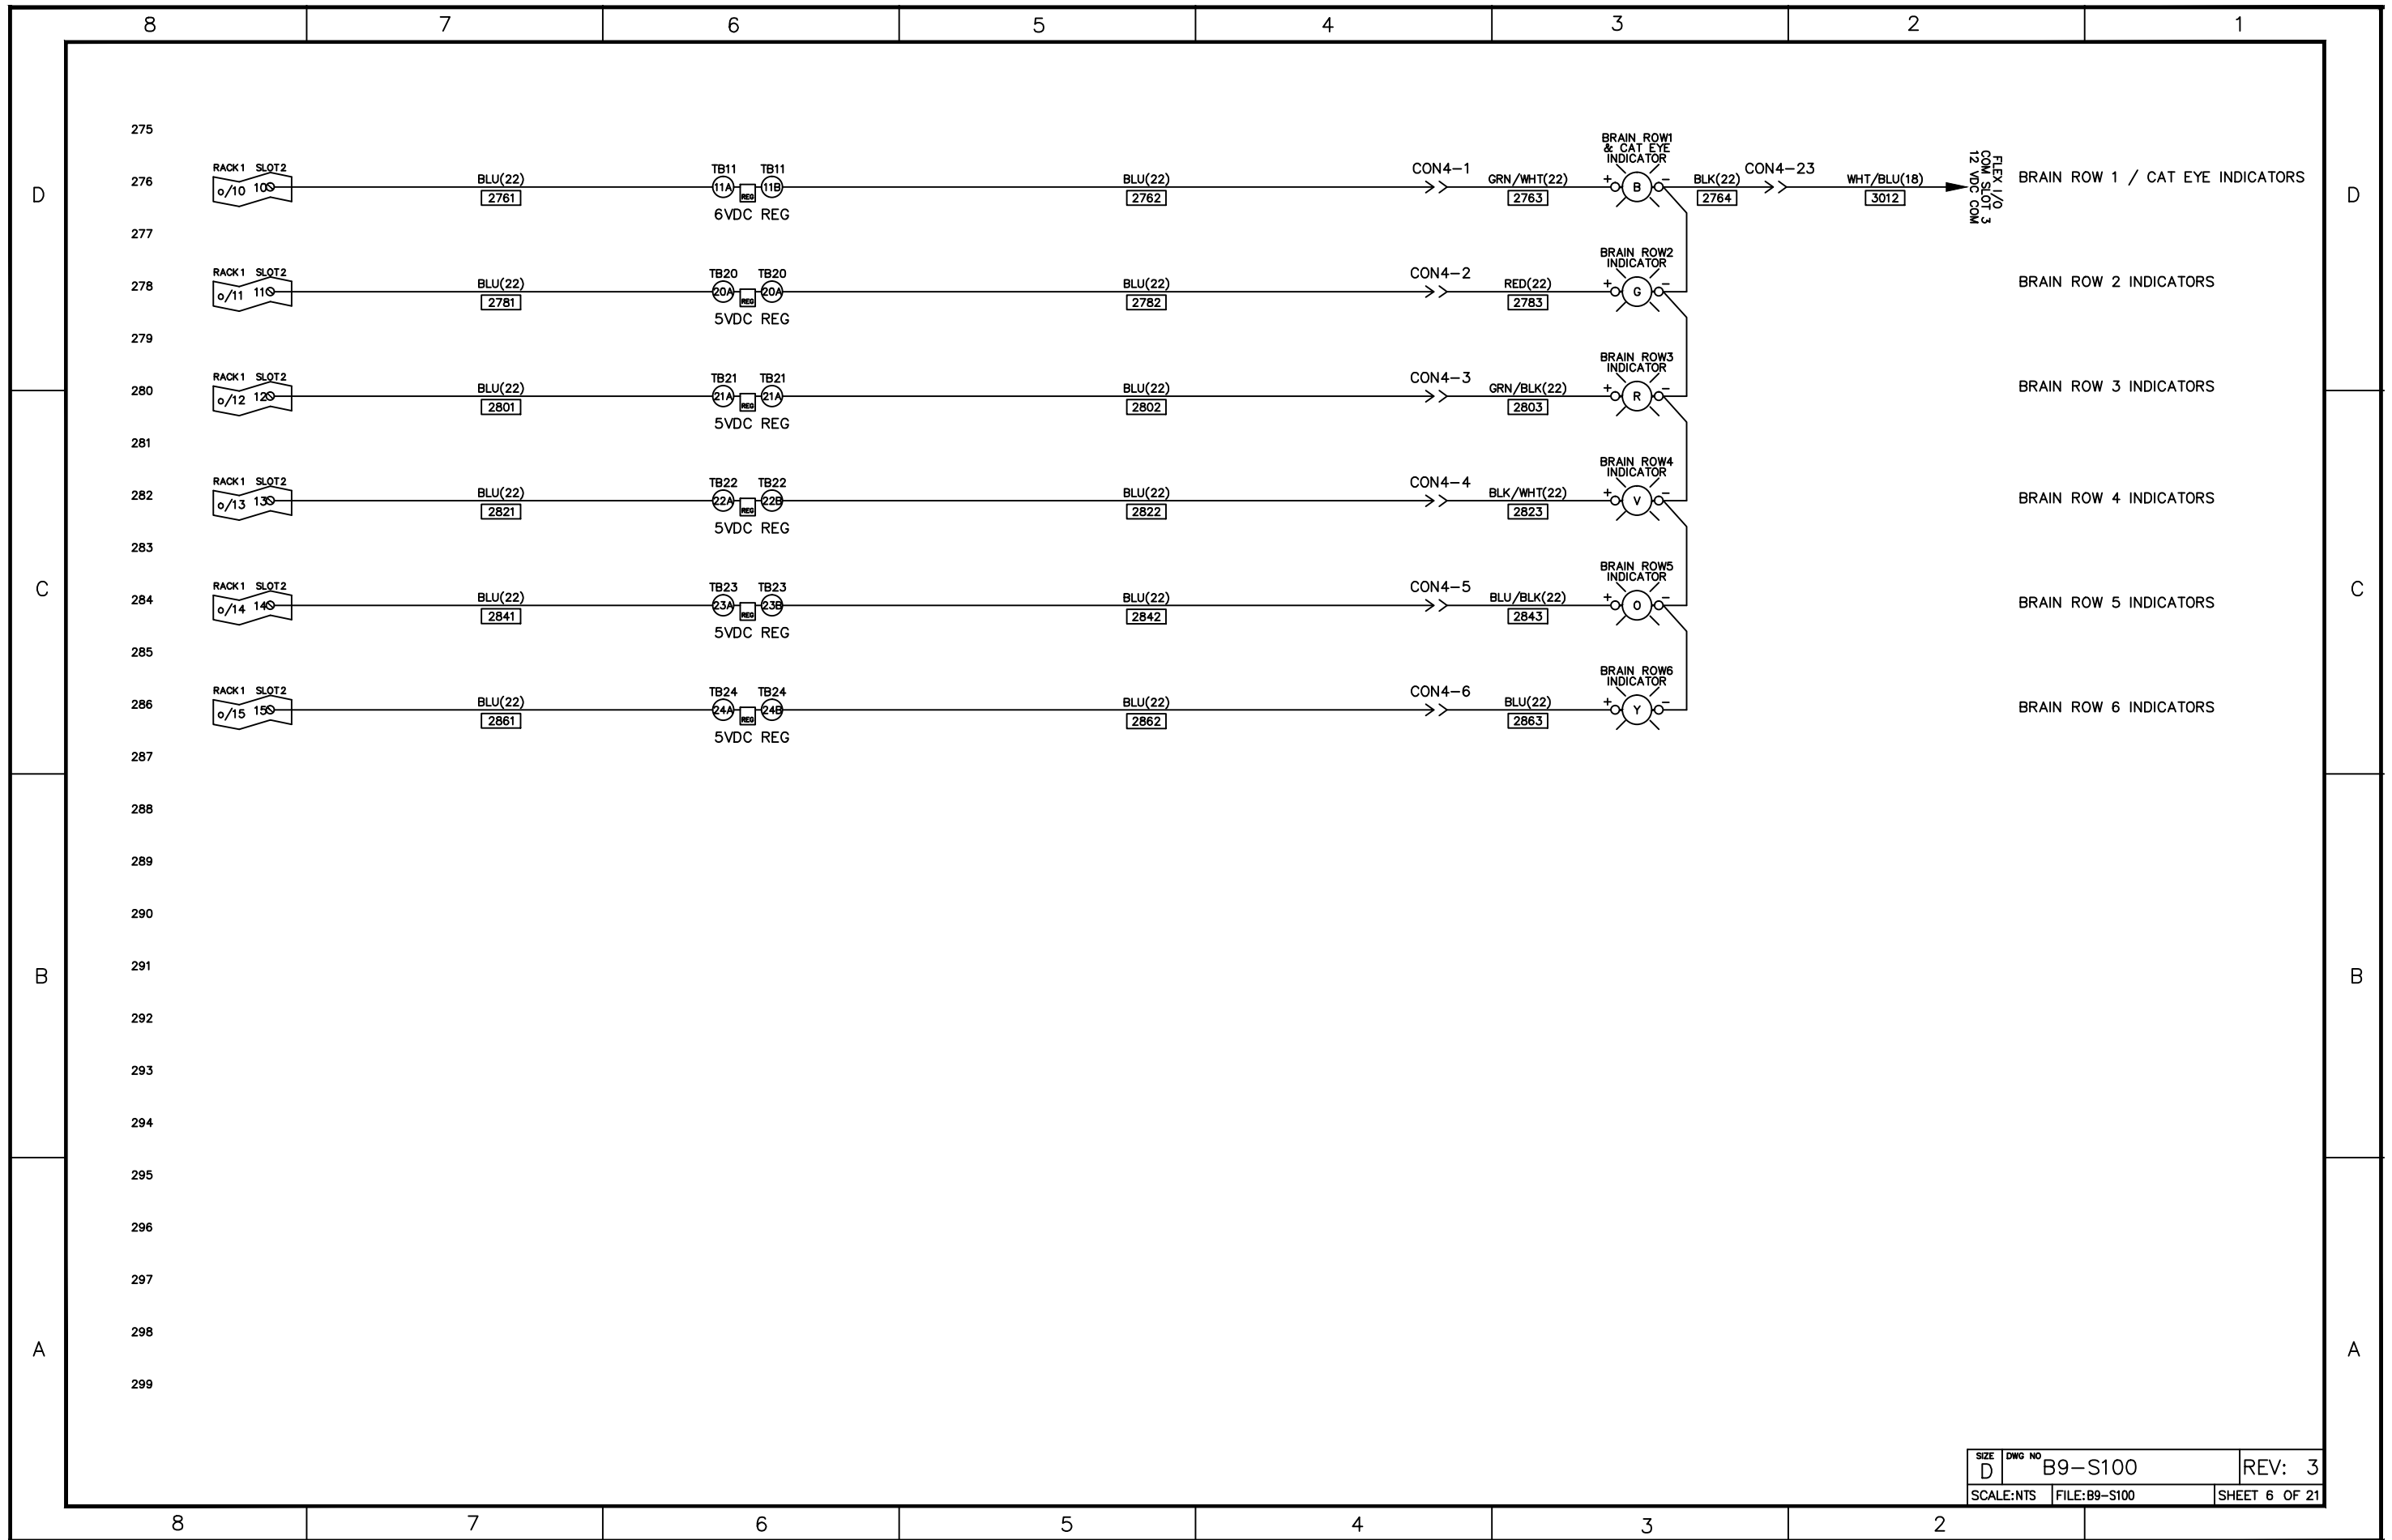 8 7 6 5 4 3 2 1
D D
C C
B B
A A
275
276
RACK1 SLOT2
o/10 10
BLU(22)
2761
TB11 TB11
11A REG 11B
6VDC REG
BLU(22)
2762
CON4-1
GRN/WHT(22)
2763
BRAIN ROW1
& CAT EYE
INDICATOR
+ B -
BLK(22)
2764
CON4-23
WHT/BLU(18)
3012
FLEX I/O
COM SLOT 3
12 VDC COM
BRAIN ROW 1 / CAT EYE INDICATORS
277
278
RACK1 SLOT2
o/11 11
BLU(22)
2781
TB20 TB20
20A REG 20A
5VDC REG
BLU(22)
2782
CON4-2
RED(22)
2783
BRAIN ROW2
INDICATOR
+ G -
BRAIN ROW 2 INDICATORS
279
280
RACK1 SLOT2
o/12 12
BLU(22)
2801
TB21 TB21
21A REG 21A
5VDC REG
BLU(22)
2802
CON4-3
GRN/BLK(22)
2803
BRAIN ROW3
INDICATOR
+ R -
BRAIN ROW 3 INDICATORS
281
282
RACK1 SLOT2
o/13 13
BLU(22)
2821
TB22 TB22
22A REG 22B
5VDC REG
BLU(22)
2822
CON4-4
BLK/WHT(22)
2823
BRAIN ROW4
INDICATOR
+ V -
BRAIN ROW 4 INDICATORS
283
284
RACK1 SLOT2
o/14 14
BLU(22)
2841
TB23 TB23
23A REG 23B
5VDC REG
BLU(22)
2842
CON4-5
BLU/BLK(22)
2843
BRAIN ROW5
INDICATOR
+ O -
BRAIN ROW 5 INDICATORS
285
286
RACK1 SLOT2
o/15 15
BLU(22)
2861
TB24 TB24
24A REG 24B
5VDC REG
BLU(22)
2862
CON4-6
BLU(22)
2863
BRAIN ROW6
INDICATOR
+ Y -
BRAIN ROW 6 INDICATORS
287
288
289
290
291
292
293
294
295
296
297
298
299
SIZE DWG NO
D B9-S100 REV: 3
SCALE:NTS FILE:B9-S100 SHEET 6 OF 21
8 7 6 5 4 3 2